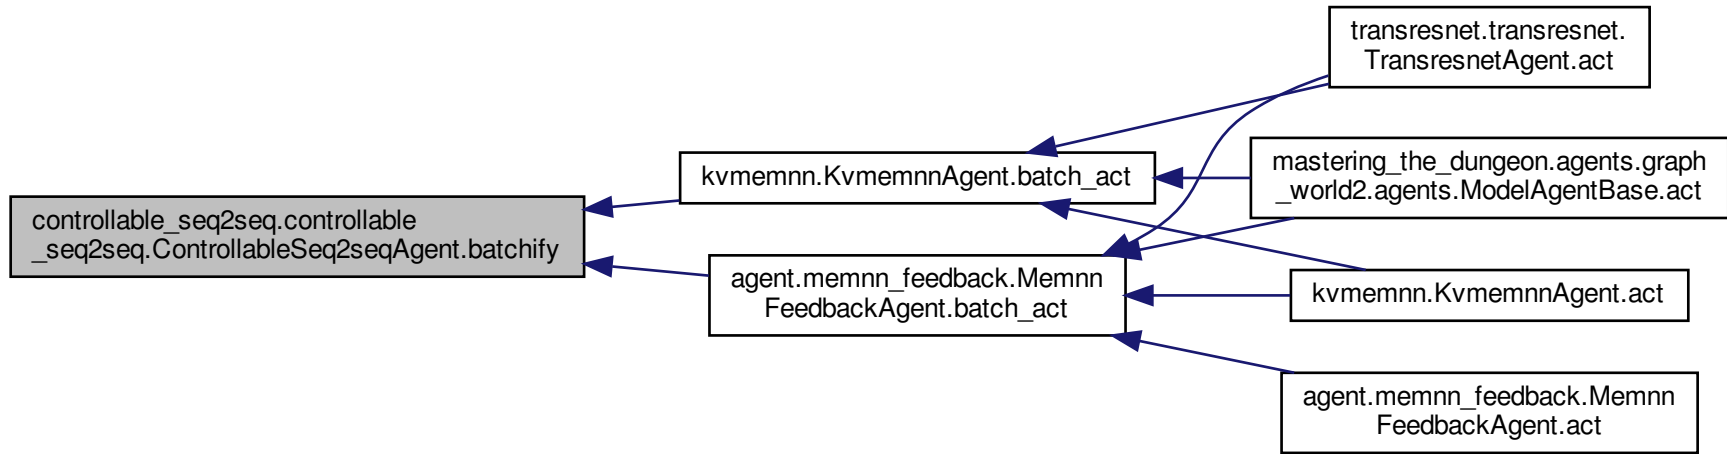 transresnet.transresnet.
TransresnetAgent.act
kvmemnn.KvmemnnAgent.batch_act
mastering_the_dungeon.agents.graph
_world2.agents.ModelAgentBase.act
controllable_seq2seq.controllable
_seq2seq.ControllableSeq2seqAgent.batchify
agent.memnn_feedback.Memnn
FeedbackAgent.batch_act
kvmemnn.KvmemnnAgent.act
agent.memnn_feedback.Memnn
FeedbackAgent.act